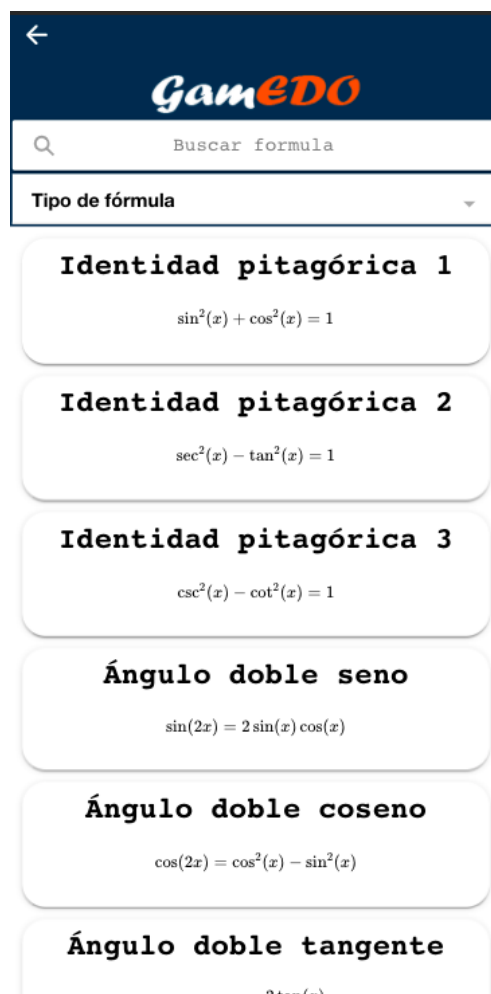 GamEDO
Buscar formula
Tipo de fórmula
Identidad pitagórica 1
sin²(x) + cos²(x) = 1
Identidad pitagórica 2
sec²(x) − tan²(x) = 1
Identidad pitagórica 3
csc²(x) − cot²(x) = 1
Ángulo doble seno
sin(2x) = 2 sin(x) cos(x)
Ángulo doble coseno
cos(2x) = cos²(x) − sin²(x)
Ángulo doble tangente
2 tan(x)